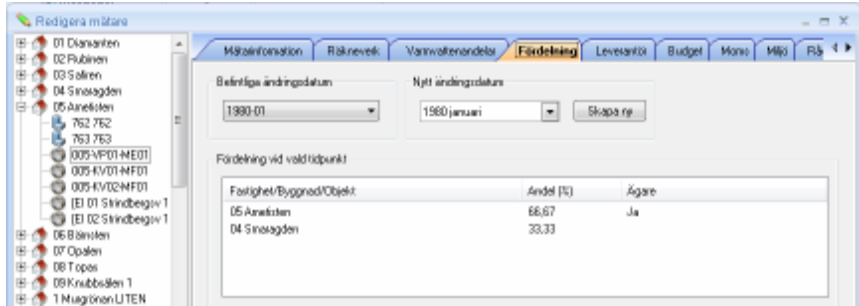 Redigera mätare
01 Diamanten
02 Rubinen
03 Safiren
04 Smaragden
05 Ametisten
762 762
763 763
005-VP01-ME01
005-KV01-MF01
005-KV02-MF01
(El 01 Strindbergsv 1
(El 02 Strindbergsv 1
06 Bärnsten
07 Opalen
08 Topas
09 Knubbsälen 1
1 Murgrönan LITEN
Mätarinformation Räkneverk Varmvattenandelar Fördelning Leverantör Budget Moms Miljö
Befintliga ändringsdatum
1980-01
Nytt ändringsdatum
1980 januari Skapa ny
Fördelning vid vald tidpunkt
Fastighet/Byggnad/Objekt Andel (%) Ägare
05 Ametisten 66,67 Ja
04 Smaragden 33,33